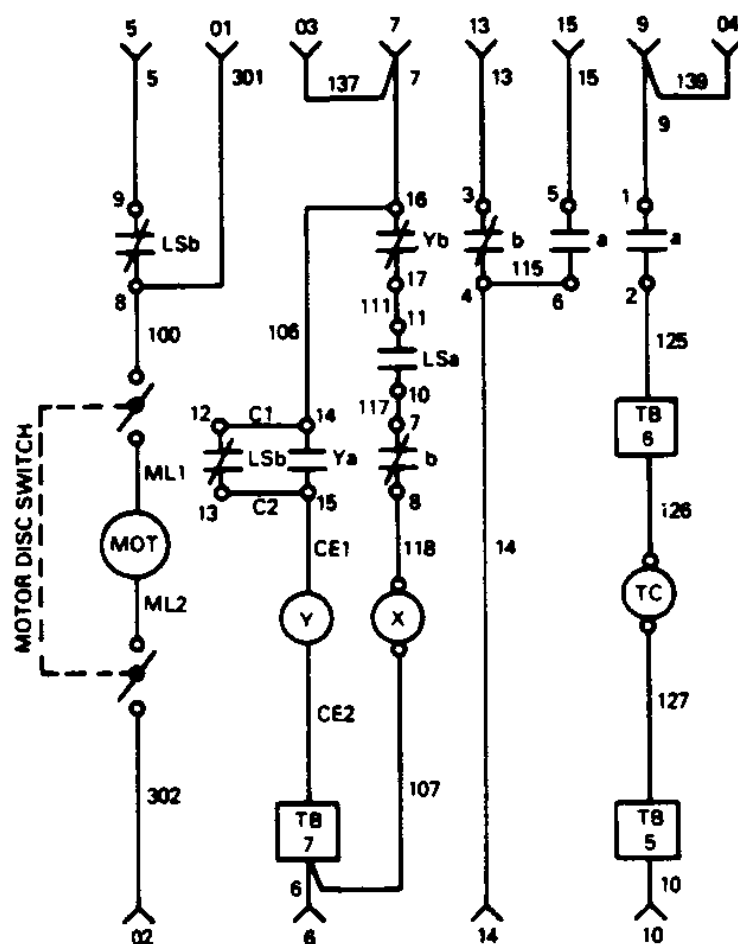 5 01 03 7 13 15 9 04
5 301 137 7 13 15 139
9
9 16 3 5 1
LSb Yb b a a
8 17 4 115 6 2
111 11
100 106 LSa 125
10
117
12 C1 14 7 TB
6
LSb Ya b
13 C2 15 8
ML1 126
MOTOR DISC SWITCH
MOT CE1 118 14
ML2 Y X TC
CE2 127
302 107
TB
7
TB
5
6 10
02 6 14 10